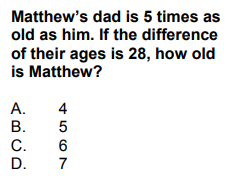 Matthew's dad is 5 times as
old as him. If the difference
of their ages is 28, how old
is Matthew?
A. 4
B. 5
C. 6
D. 7